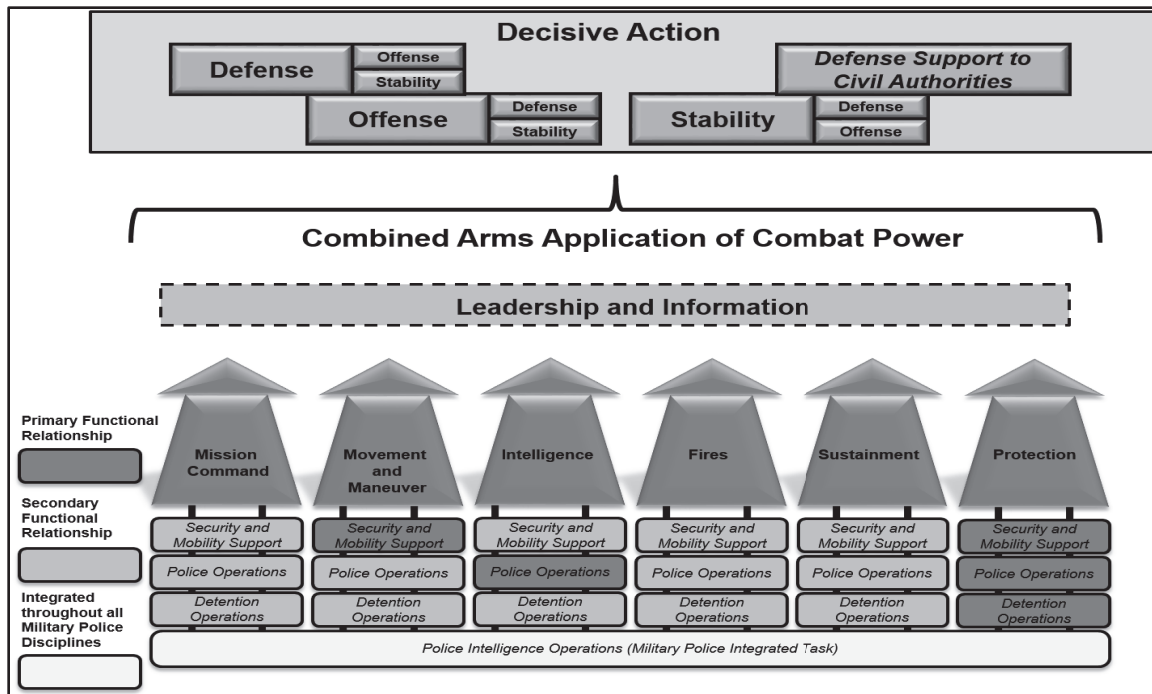 Decisive Action
Defense
Offense
Stability
Offense
Defense
Stability
Defense Support to
Civil Authorities
Stability
Defense
Offense
Combined Arms Application of Combat Power
Leadership and Information
Primary Functional
Relationship
Secondary
Functional
Relationship
Integrated
throughout all
Military Police
Disciplines
Mission
Command
Movement
and
Maneuver
Intelligence
Fires
Sustainment
Protection
Security and
Mobility Support
Security and
Mobility Support
Security and
Mobility Support
Security and
Mobility Support
Security and
Mobility Support
Security and
Mobility Support
Police Operations
Police Operations
Police Operations
Police Operations
Police Operations
Police Operations
Detention
Operations
Detention
Operations
Detention
Operations
Detention
Operations
Detention
Operations
Detention
Operations
Police Intelligence Operations (Military Police Integrated Task)